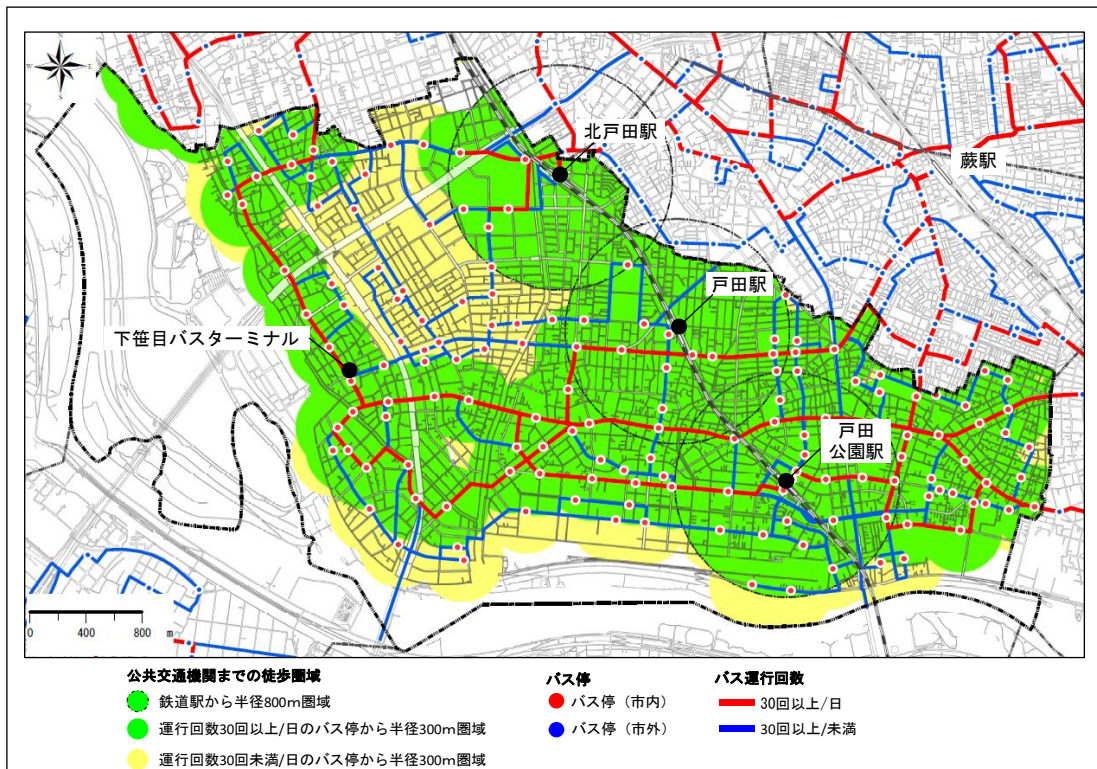 北戸田駅
蕨駅
戸田駅
下笹目バスターミナル
戸田
公園駅
0 400 800 m
公共交通機関までの徒歩圏域
鉄道駅から半径800m圏域
運行回数30回以上/日のバス停から半径300m圏域
運行回数30回未満/日のバス停から半径300m圏域
バス停
バス停（市内）
バス停（市外）
バス運行回数
30回以上/日
30回以上/未満